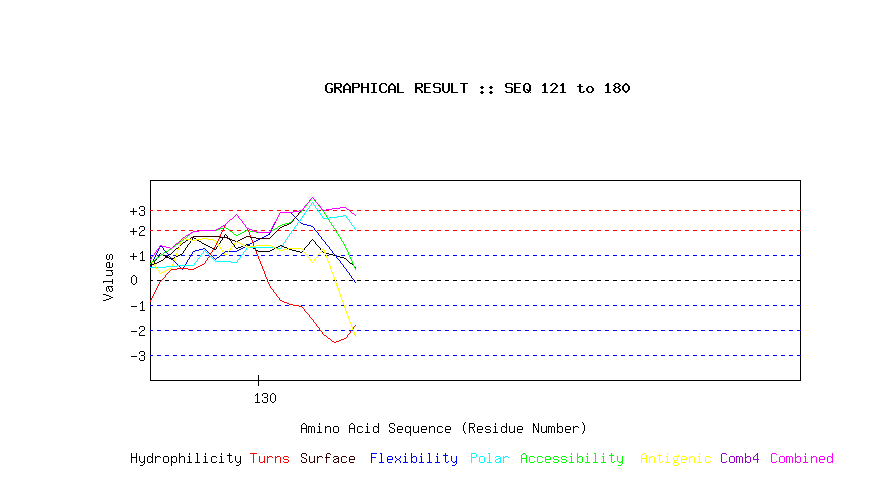 GRAPHICAL RESULT :: SEQ 121 to 180
+3
+2
+1
0
-1
-2
-3
Values
130
Amino Acid Sequence (Residue Number)
Hydrophilicity Turns Surface Flexibility Polar Accessibility Antigenic Comb4 Combined